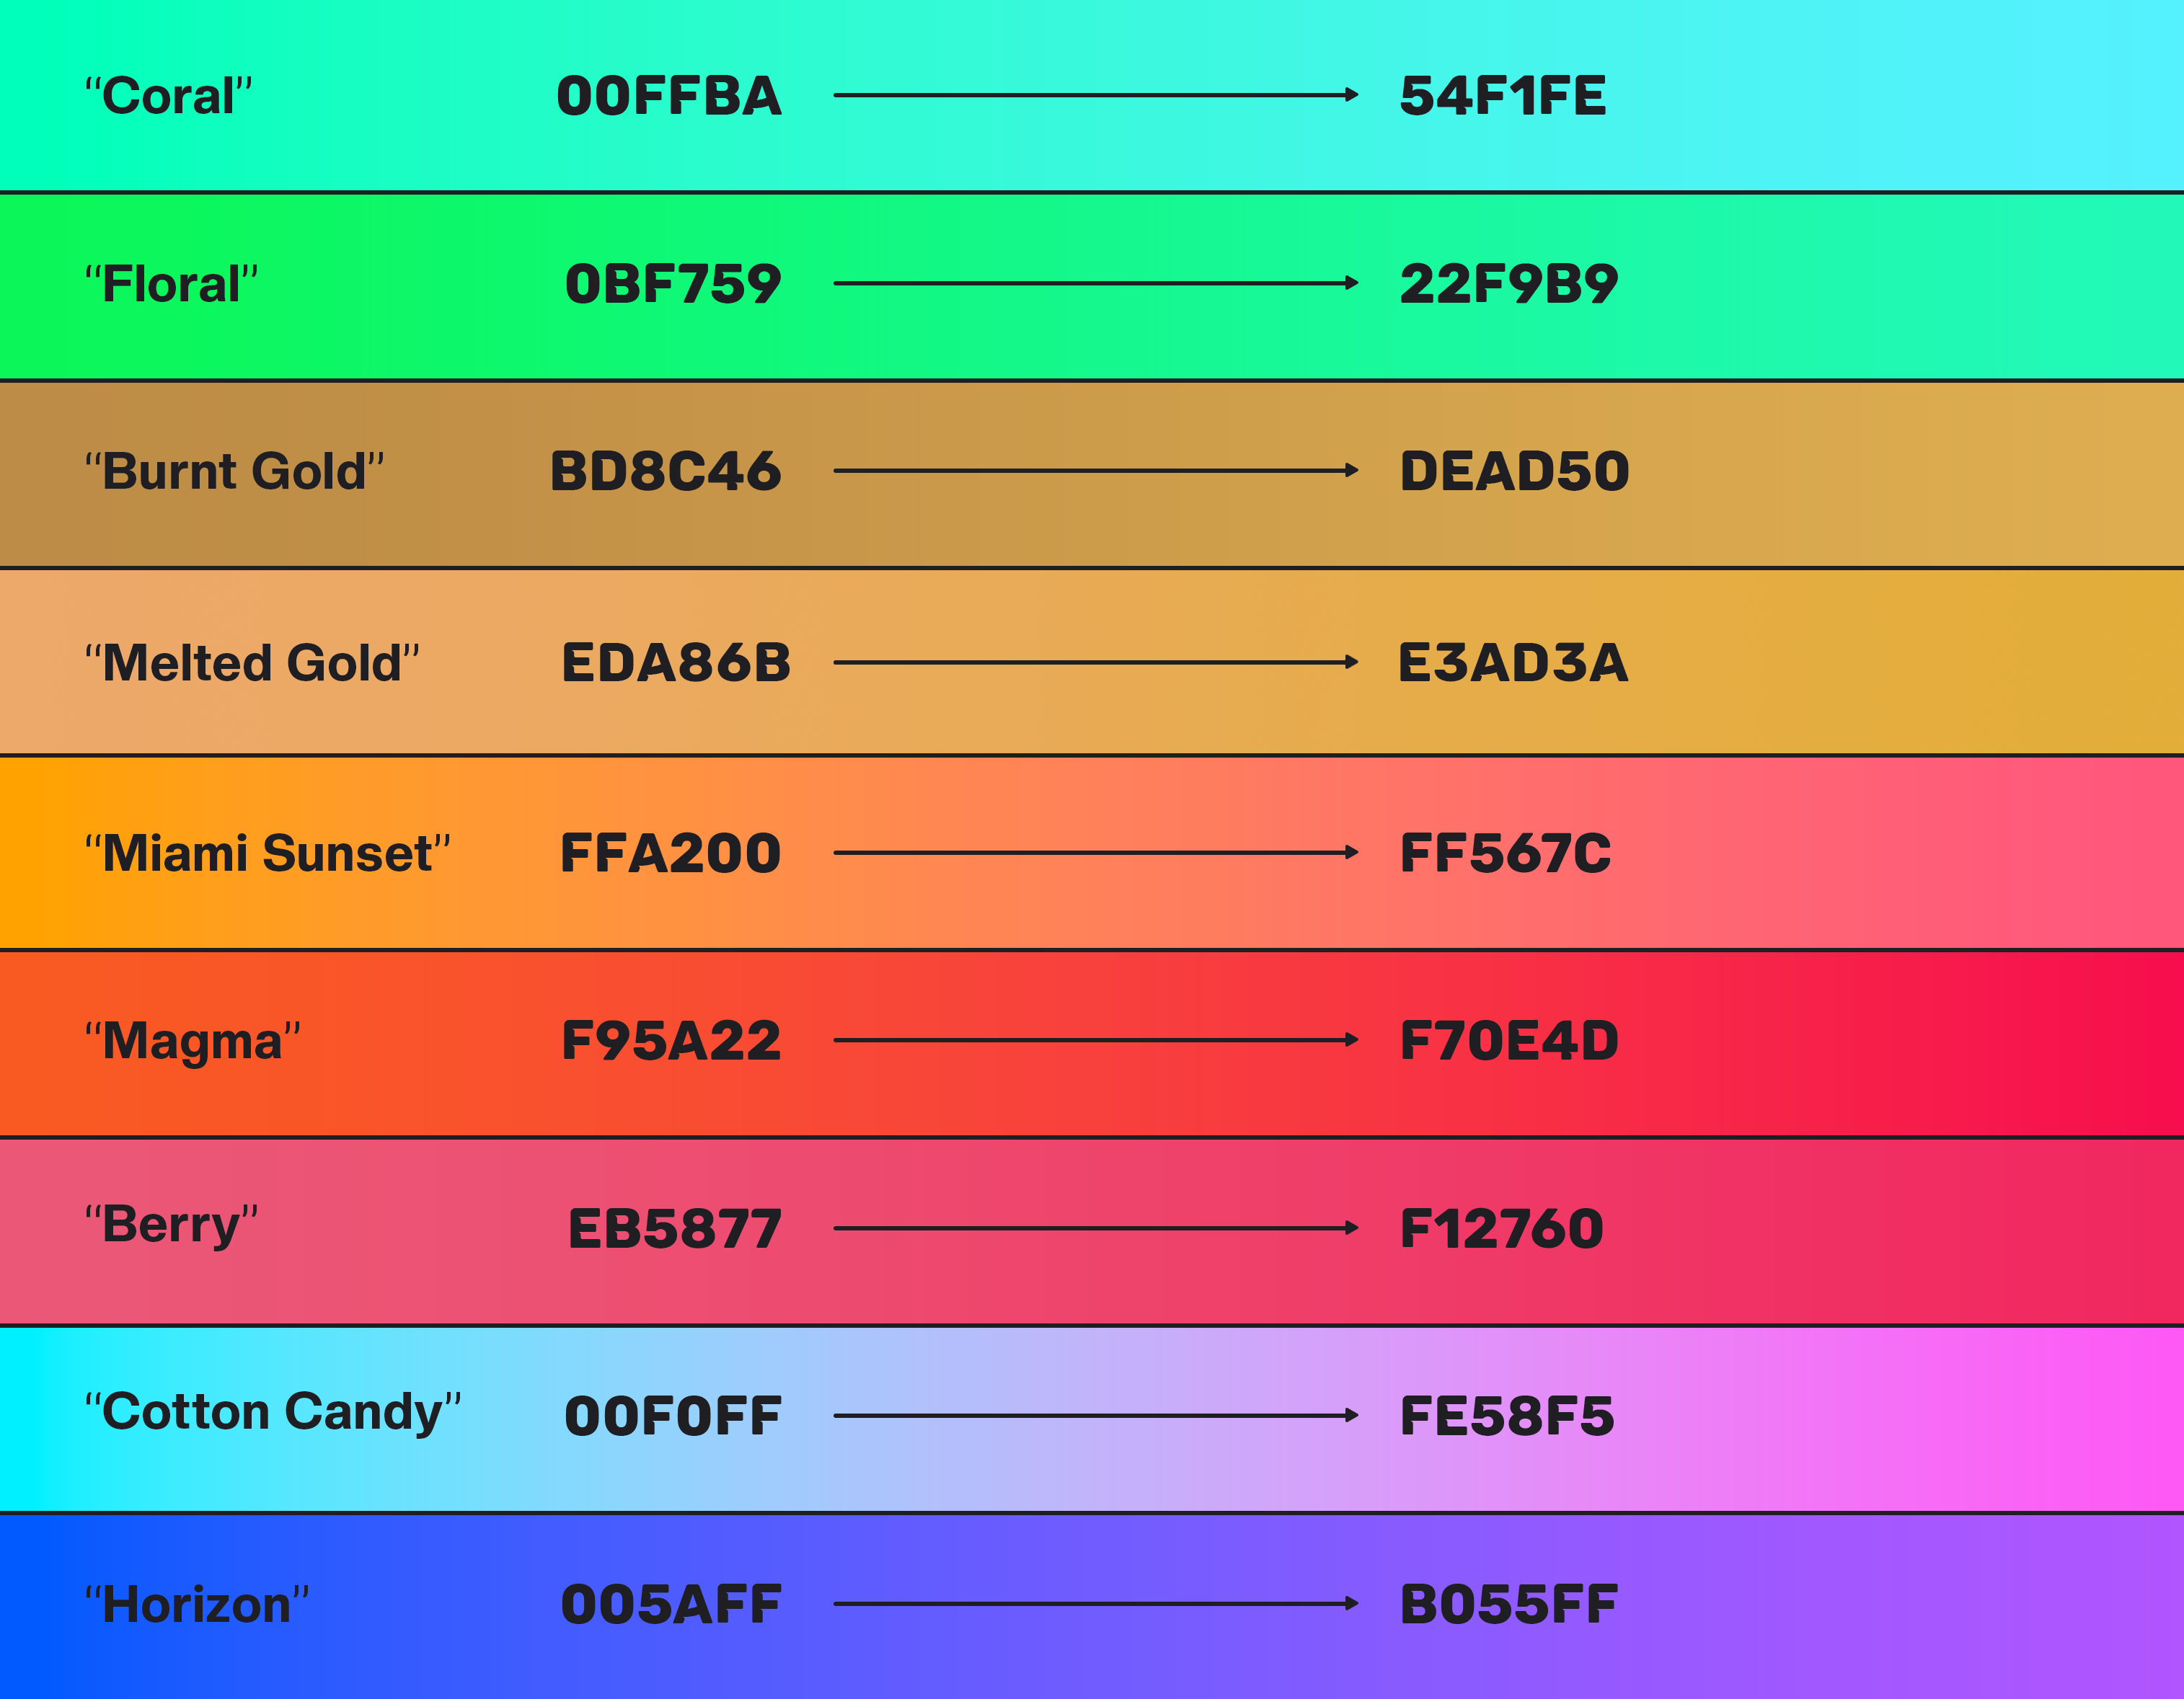 “Coral” 00FFBA 54F1FE
“Floral” 0BF759 22F9B9
“Burnt Gold” BD8C46 DEAD50
“Melted Gold” EDA86B E3AD3A
“Miami Sunset” FFA200 FF567C
“Magma” F95A22 F70E4D
“Berry” EB5877 F12760
“Cotton Candy” 00F0FF FE58F5
“Horizon” 005AFF B055FF